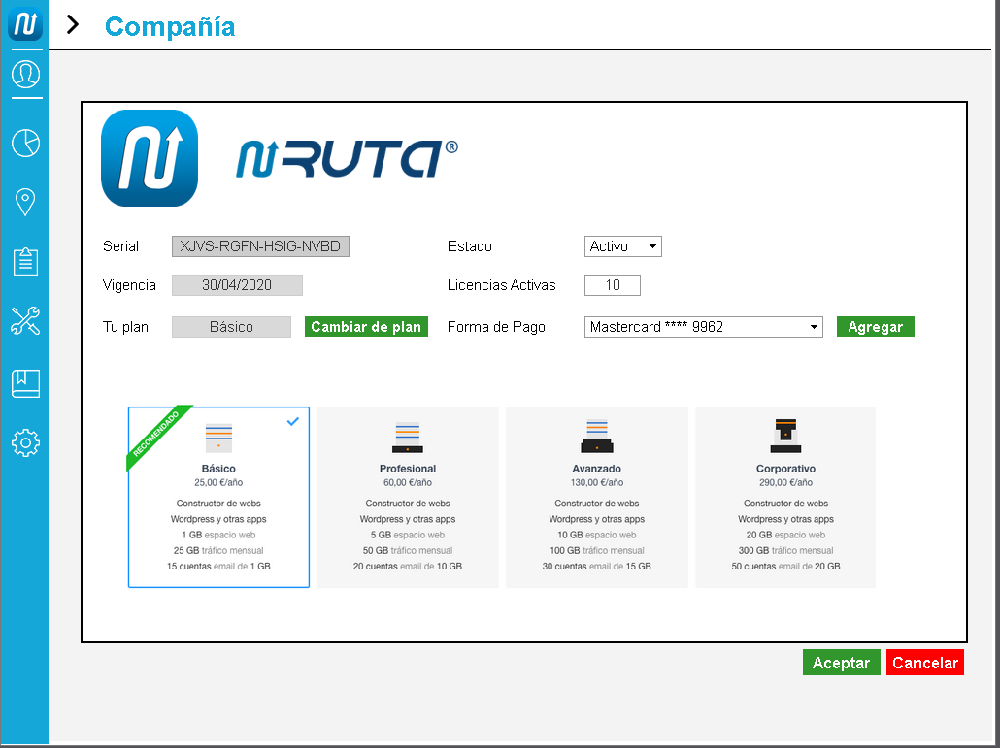 Compañía
NRUTA®
Serial XJVS-RGFN-HSIG-NVBD Estado Activo
Vigencia 30/04/2020 Licencias Activas 10
Tu plan Básico Cambiar de plan Forma de Pago Mastercard **** 9962 Agregar
RECOMENDADO
Básico
25,00 €/año
Constructor de webs
Wordpress y otras apps
1 GB espacio web
25 GB tráfico mensual
15 cuentas email de 1 GB
Profesional
60,00 €/año
Constructor de webs
Wordpress y otras apps
5 GB espacio web
50 GB tráfico mensual
20 cuentas email de 10 GB
Avanzado
130,00 €/año
Constructor de webs
Wordpress y otras apps
10 GB espacio web
100 GB tráfico mensual
30 cuentas email de 15 GB
Corporativo
290,00 €/año
Constructor de webs
Wordpress y otras apps
20 GB espacio web
300 GB tráfico mensual
50 cuentas email de 20 GB
Aceptar Cancelar